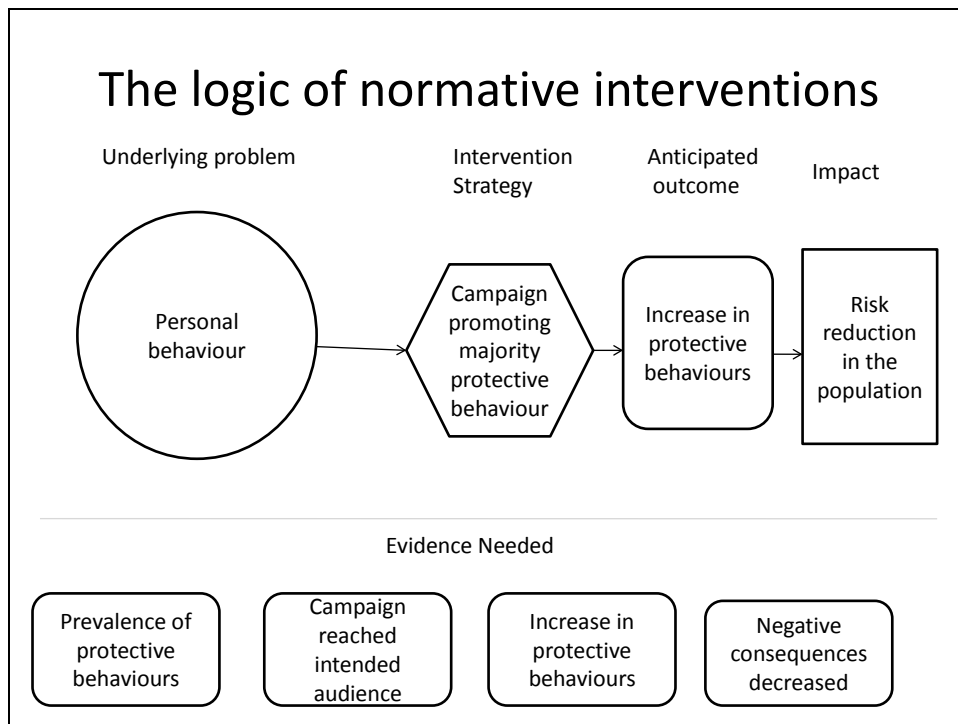 The logic of normative interventions
Underlying problem
Intervention
Strategy
Anticipated
outcome
Impact
Personal
behaviour
Campaign
promoting
majority
protective
behaviour
Increase in
protective
behaviours
Risk
reduction
in the
population
Evidence Needed
Prevalence of
protective
behaviours
Campaign
reached
intended
audience
Increase in
protective
behaviours
Negative
consequences
decreased